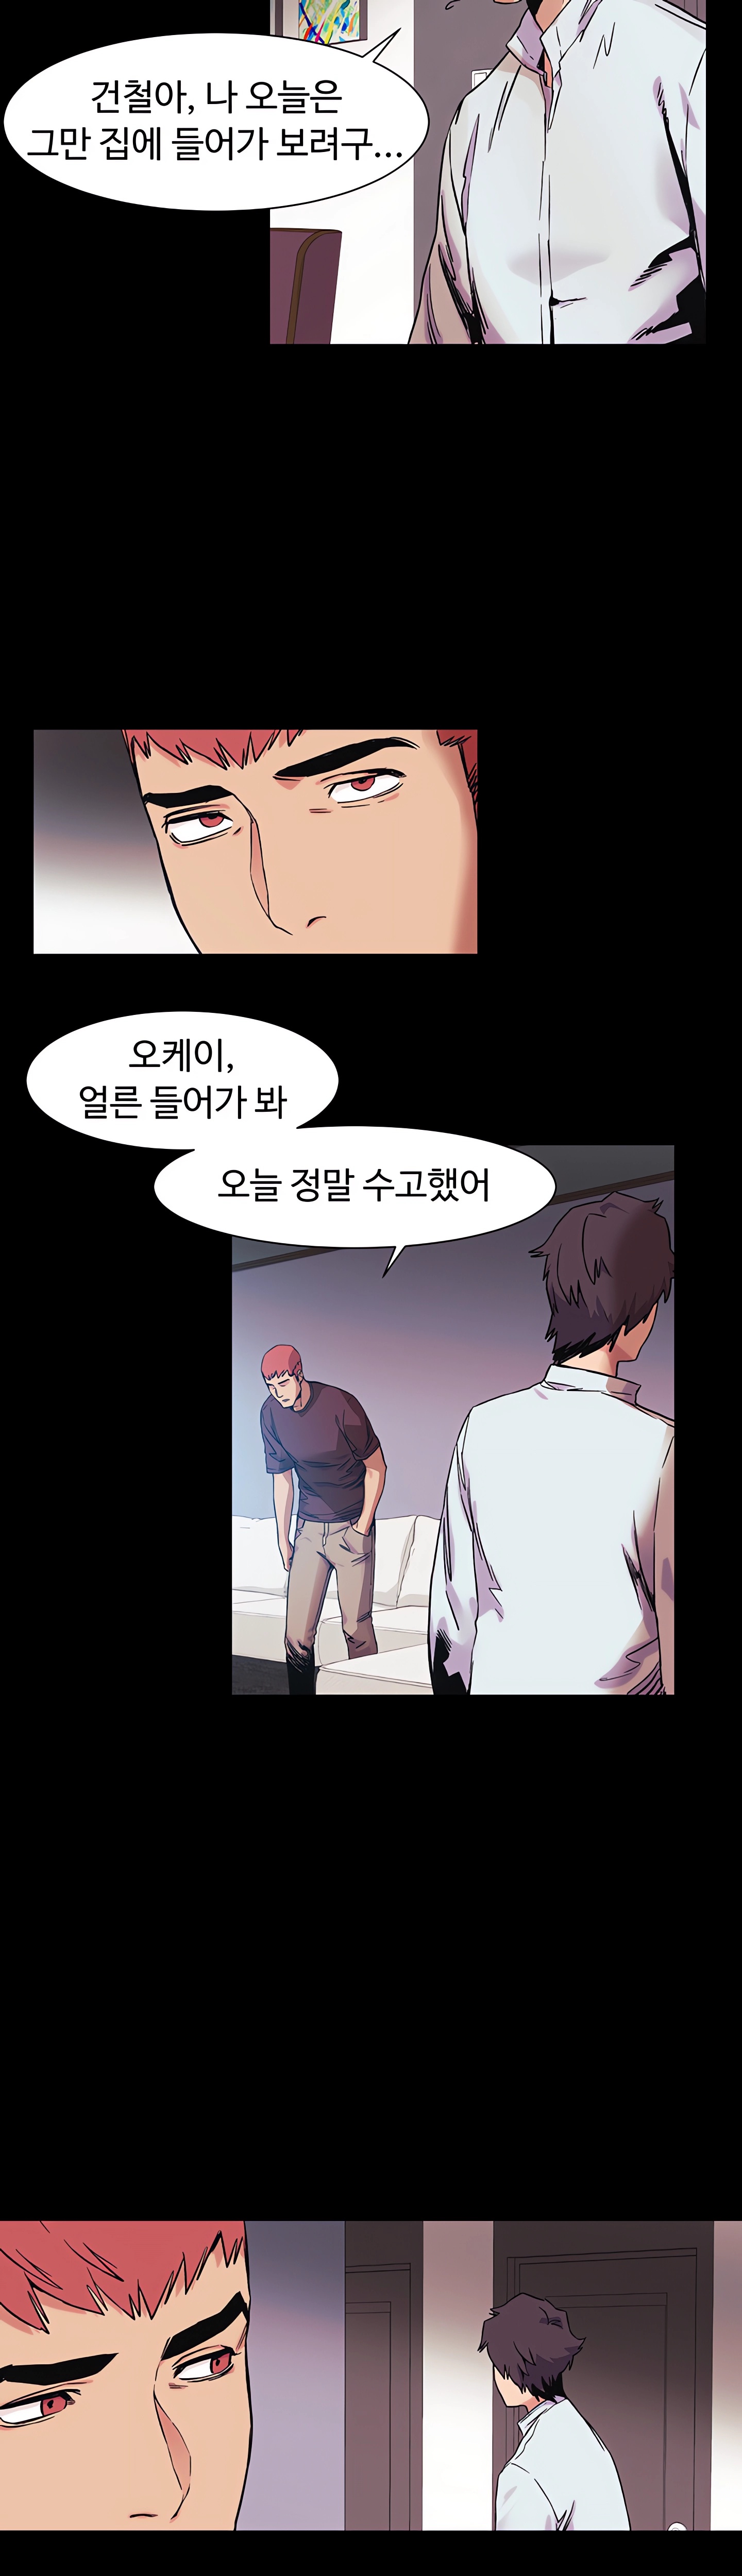 건철아, 나 오늘은
그만 집에 들어가 보려구...
오케이,
얼른 들어가 봐
오늘 정말 수고했어